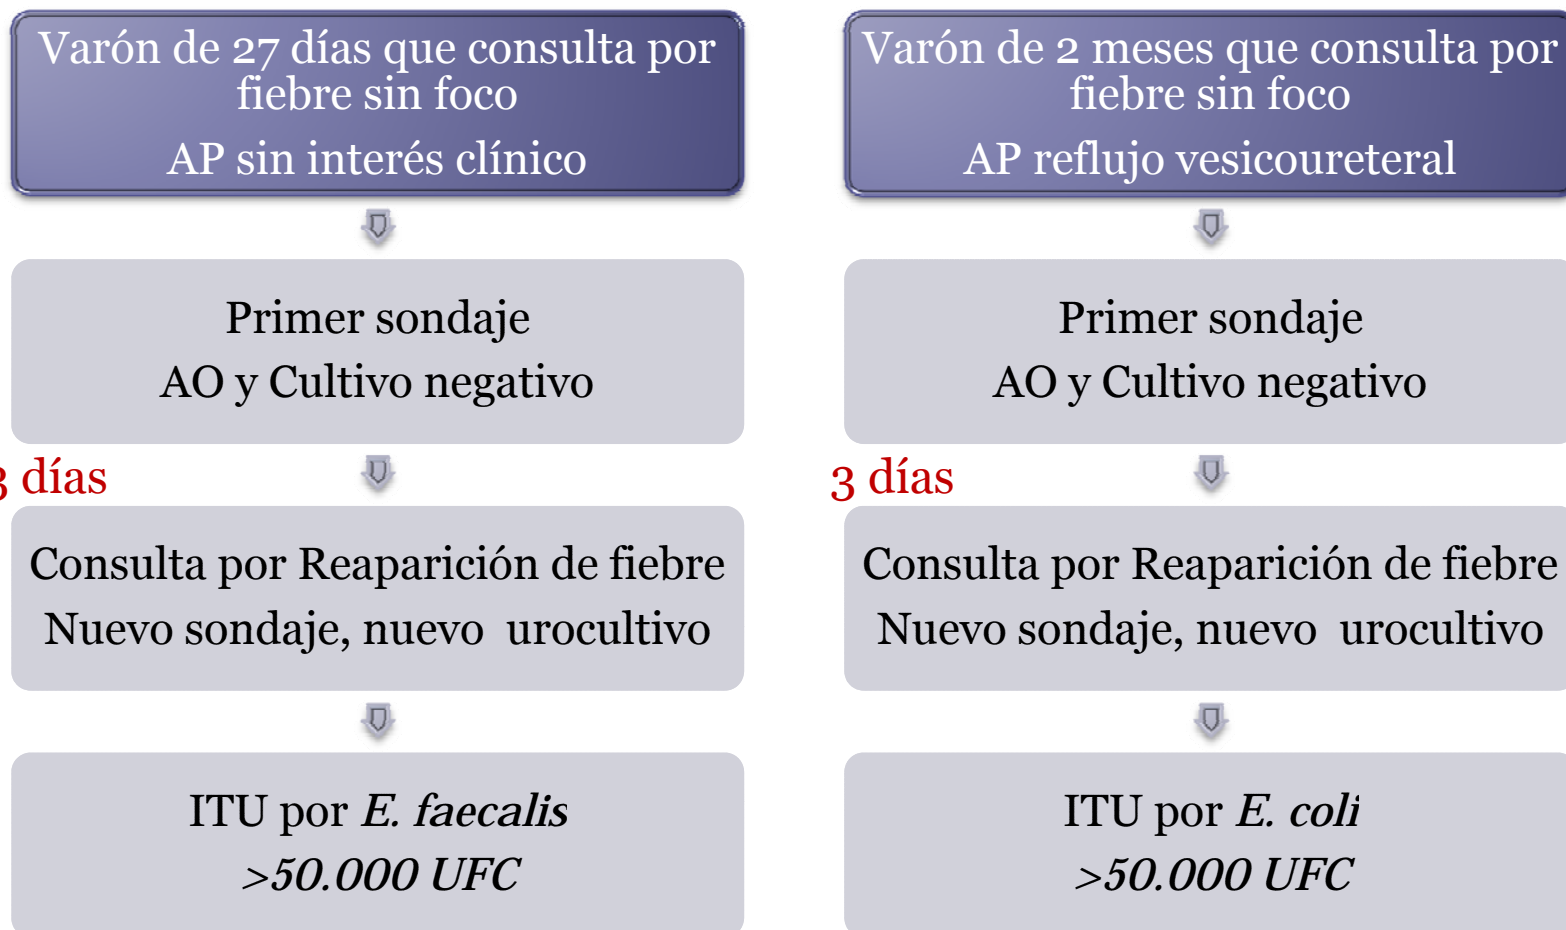 Varón de 27 días que consulta por
fiebre sin foco
AP sin interés clínico
Primer sondaje
AO y Cultivo negativo
3 días
Consulta por Reaparición de fiebre
Nuevo sondaje, nuevo urocultivo
ITU por E. faecalis
>50.000 UFC
Varón de 2 meses que consulta por
fiebre sin foco
AP reflujo vesicoureteral
Primer sondaje
AO y Cultivo negativo
3 días
Consulta por Reaparición de fiebre
Nuevo sondaje, nuevo urocultivo
ITU por E. coli
>50.000 UFC